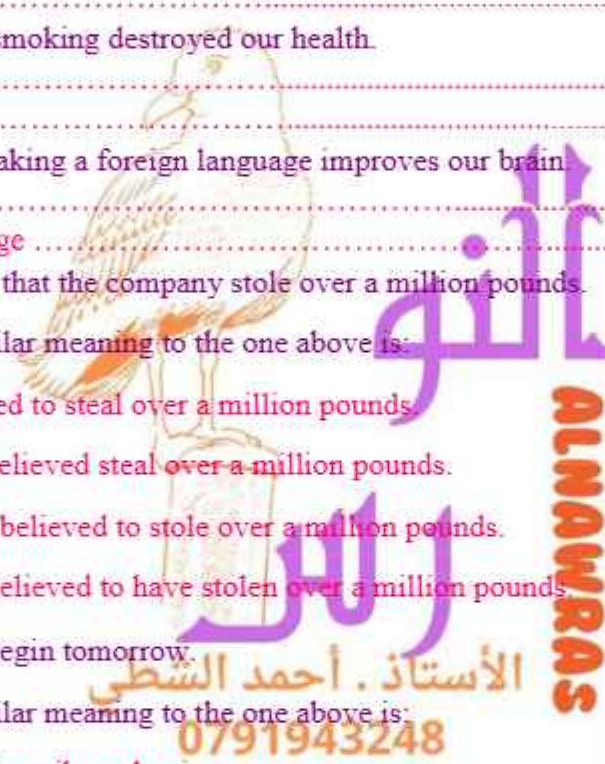 smoking destroyed our health.
aking a foreign language improves our brain.
ge
that the company stole over a million pounds.
lar meaning to the one above is:
ed to steal over a million pounds.
elieved steal over a million pounds.
believed to stole over a million pounds.
elieved to have stolen over a million pounds.
egin tomorrow.
lar meaning to the one above is:
النو
رس
ALNAWRAS
الأستاذ . أحمد الشطي
0791943248